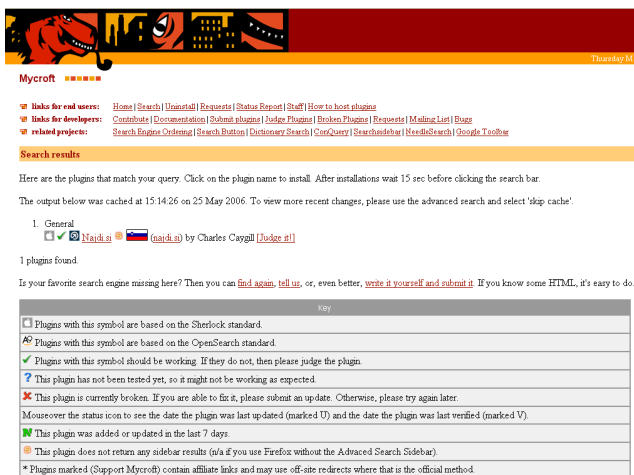 Thursday M
Mycroft
links for end users: Home | Search | Uninstall | Requests | Status Report | Staff | How to host plugins
links for developers: Contribute | Documentation | Submit plugins | Judge Plugins | Broken Plugins | Requests | Mailing List | Bugs
related projects: Search Engine Ordering | Search Button | Dictionary Search | ConQuery | Searchsidebar | NeedleSearch | Google Toolbar
Search results
Here are the plugins that match your query. Click on the plugin name to install. After installations wait 15 sec before clicking the search bar.
The output below was cached at 15:14:26 on 25 May 2006. To view more recent changes, please use the advanced search and select 'skip cache'.
1. General
Najdi.si (najdi.si) by Charles Caygill [Judge it!]
1 plugins found.
Is your favorite search engine missing here? Then you can find again, tell us, or, even better, write it yourself and submit it. If you know some HTML, it's easy to do.
Key
Plugins with this symbol are based on the Sherlock standard.
Plugins with this symbol are based on the OpenSearch standard.
Plugins with this symbol should be working. If they do not, then please judge the plugin.
This plugin has not been tested yet, so it might not be working as expected.
This plugin is currently broken. If you are able to fix it, please submit an update. Otherwise, please try again later.
Mouseover the status icon to see the date the plugin was last updated (marked U) and the date the plugin was last verified (marked V).
This plugin was added or updated in the last 7 days.
This plugin does not return any sidebar results (n/a if you use Firefox without the Advaced Search Sidebar).
* Plugins marked (Support Mycroft) contain affiliate links and may use off-site redirects where that is the official method.